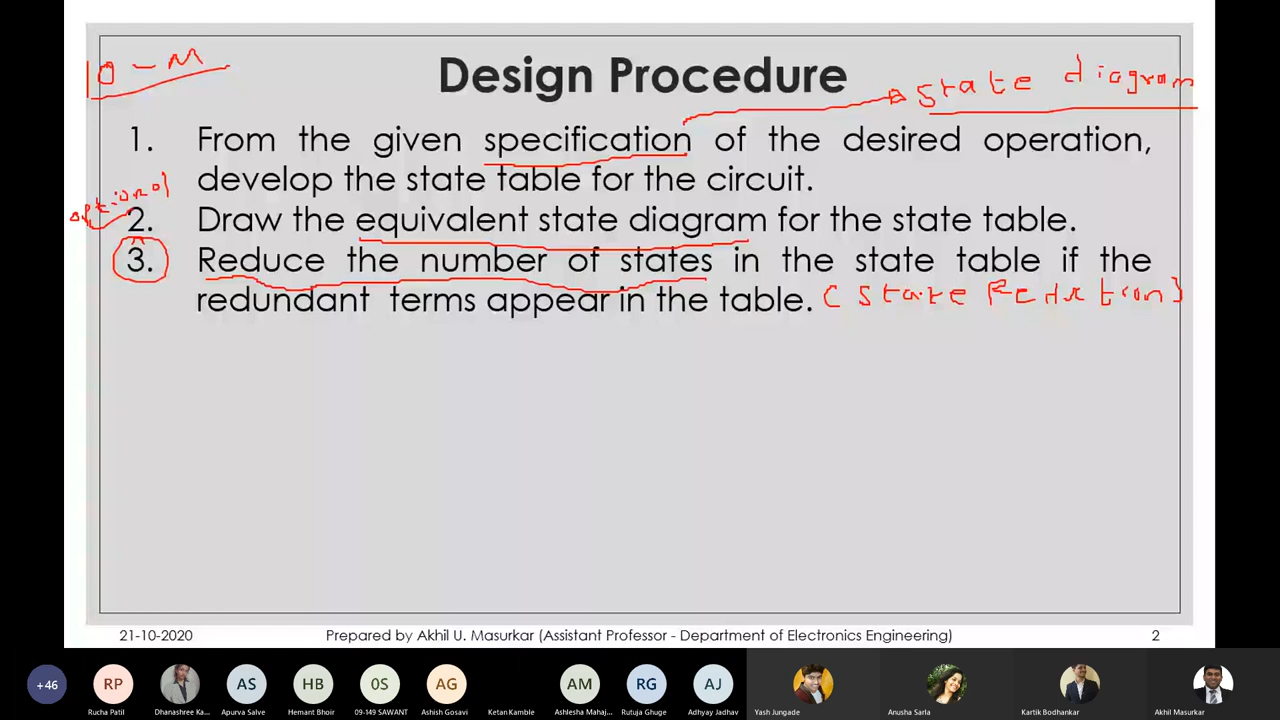 10 - M
Design Procedure
state diagram
1. From the given specification of the desired operation,
develop the state table for the circuit.
optional
2. Draw the equivalent state diagram for the state table.
3. Reduce the number of states in the state table if the
redundant terms appear in the table. (State Reduction)
21-10-2020 Prepared by Akhil U. Masurkar (Assistant Professor - Department of Electronics Engineering) 2
+46 RP AS HB 0S AG AM RG AJ
Rucha Patil Dhanashree Ka... Apurva Salve Hemant Bhoir 09-149 SAWANT Ashish Gosavi Ketan Kamble Ashlesha Mahaj... Rutuja Ghuge Adhyay Jadhav Yash Jungade Anusha Sarla Kartik Bodhankar Akhil Masurkar